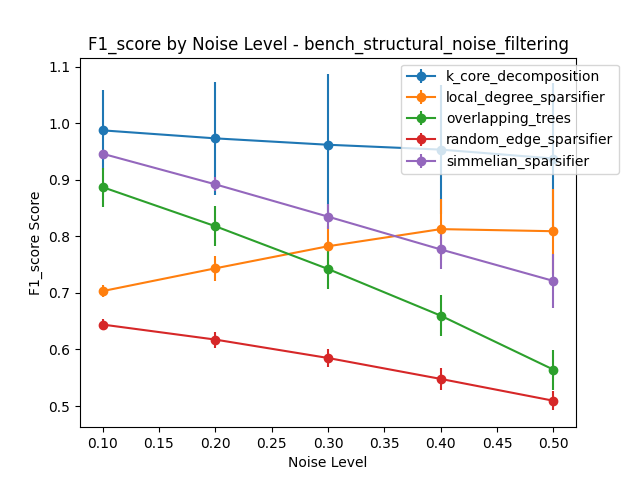 F1_score by Noise Level - bench_structural_noise_filtering
k_core_decomposition
local_degree_sparsifier
overlapping_trees
random_edge_sparsifier
simmelian_sparsifier
F1_score Score
1.1
1.0
0.9
0.8
0.7
0.6
0.5
0.10
0.15
0.20
0.25
0.30
0.35
0.40
0.45
0.50
Noise Level